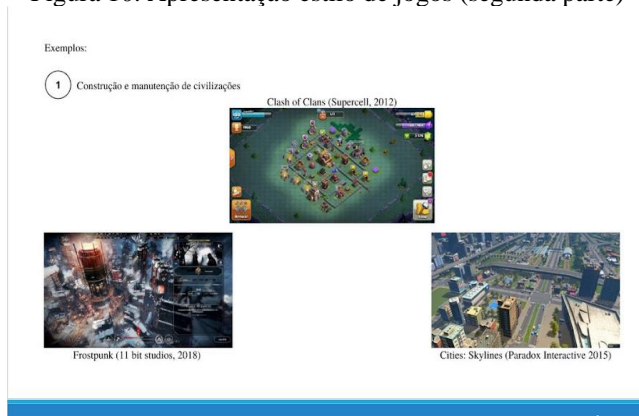 Figura 10: Apresentação estilo de jogos (segunda parte)
Exemplos:
1 Construção e manutenção de civilizações
Clash of Clans (Supercell, 2012)
Frostpunk (11 bit studios, 2018)
Cities: Skylines (Paradox Interactive 2015)